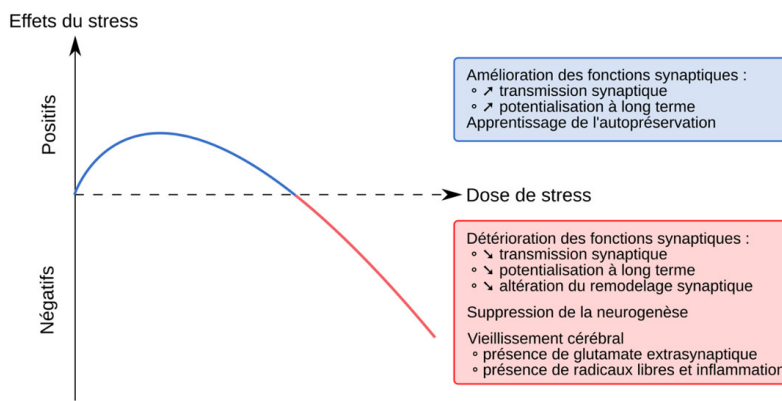 Effets du stress
Positifs
Négatifs
Dose de stress
Amélioration des fonctions synaptiques :
◦ ➚ transmission synaptique
◦ ➚ potentialisation à long terme
Apprentissage de l'autopréservation
Détérioration des fonctions synaptiques :
◦ ➘ transmission synaptique
◦ ➘ potentialisation à long terme
◦ ➘ altération du remodelage synaptique
Suppression de la neurogenèse
Vieillissement cérébral
◦ présence de glutamate extrasynaptique
◦ présence de radicaux libres et inflammation